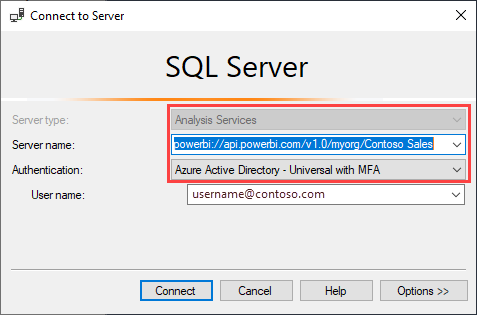 Connect to Server
SQL Server
Server type: Analysis Services
Server name: powerbi://api.powerbi.com/v1.0/myorg/Contoso Sales
Authentication: Azure Active Directory - Universal with MFA
User name: username@contoso.com
Connect Cancel Help Options >>